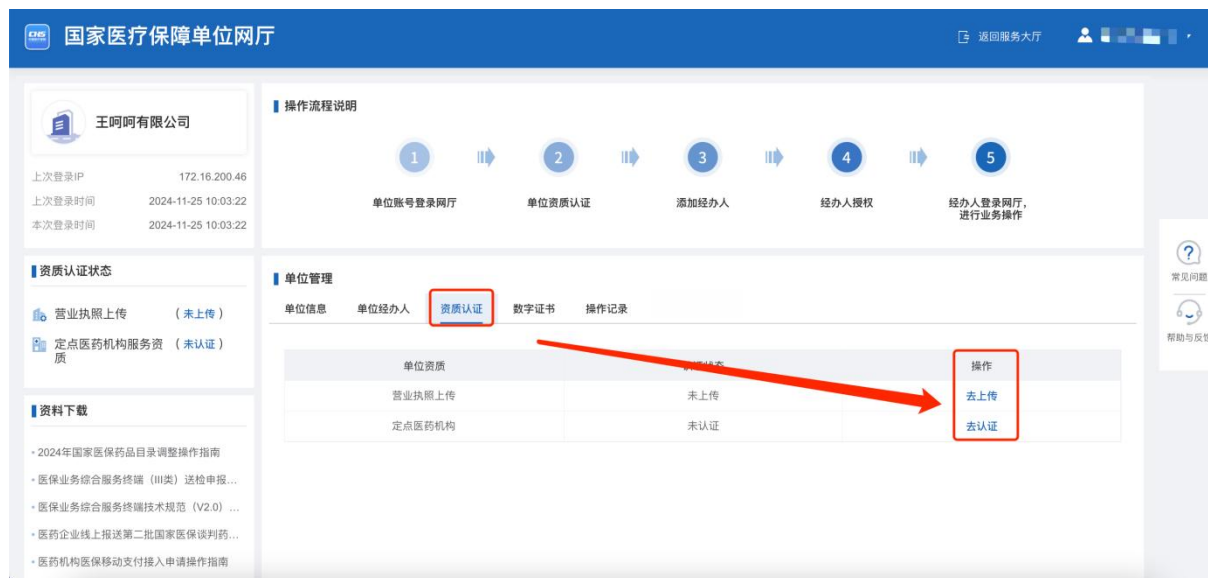 国家医疗保障单位网厅
返回服务大厅
王呵呵有限公司
上次登录IP 172.16.200.46
上次登录时间 2024-11-25 10:03:22
本次登录时间 2024-11-25 10:03:22
操作流程说明
1 2 3 4 5
单位账号登录网厅 单位资质认证 添加经办人 经办人授权 经办人登录网厅,
进行业务操作
资质认证状态
营业执照上传 (未上传)
定点医药机构服务资 (未认证)
质
单位管理
单位信息 单位经办人 资质认证 数字证书 操作记录
单位资质 操作
营业执照上传 未上传 去上传
定点医药机构 未认证 去认证
资料下载
2024年国家医保药品目录调整操作指南
医保业务综合服务终端(III类)送检申报...
医保业务综合服务终端技术规范(V2.0)...
医药企业线上报送第二批国家医保谈判药...
医药机构医保移动支付接入申请操作指南
?
常见问题
帮助与反馈